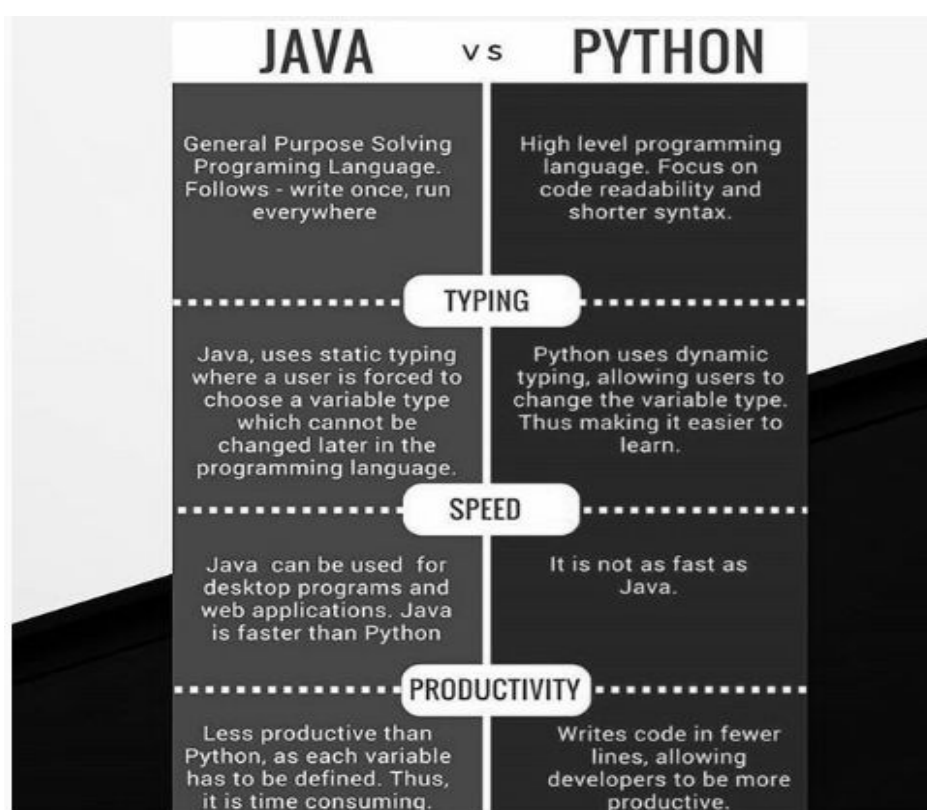 JAVA vs PYTHON
General Purpose Solving
Programing Language.
Follows - write once, run
everywhere
High level programming
language. Focus on
code readability and
shorter syntax.
TYPING
Java, uses static typing
where a user is forced to
choose a variable type
which cannot be
changed later in the
programming language.
Python uses dynamic
typing, allowing users to
change the variable type.
Thus making it easier to
learn.
SPEED
Java can be used for
desktop programs and
web applications. Java
is faster than Python
It is not as fast as
Java.
PRODUCTIVITY
Less productive than
Python, as each variable
has to be defined. Thus,
it is time consuming.
Writes code in fewer
lines, allowing
developers to be more
productive.